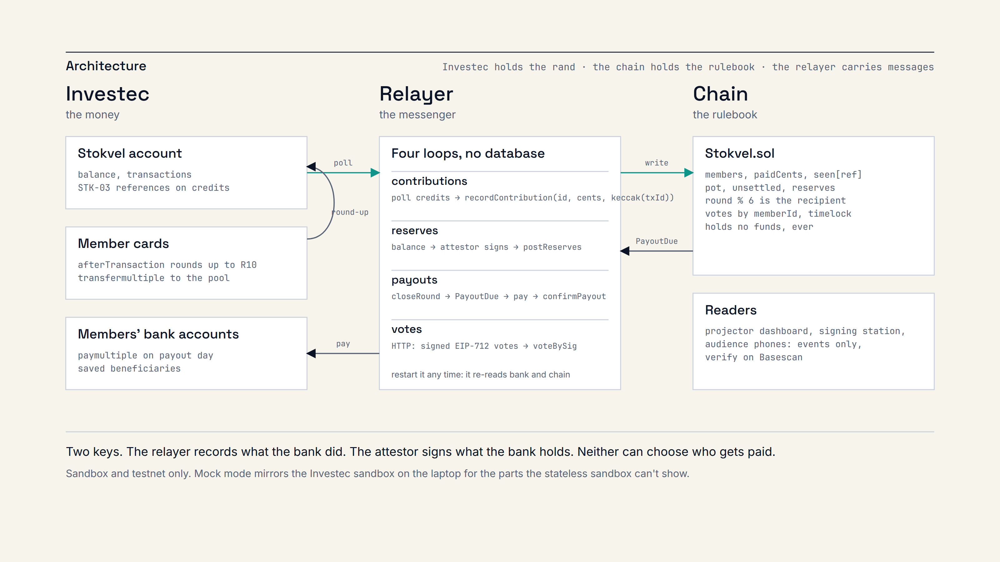 Architecture
Investec holds the rand · the chain holds the rulebook · the relayer carries messages
Investec
the money
Stokvel account
balance, transactions
STK-03 references on credits
Member cards
afterTransaction rounds up to R10
transfermultiple to the pool
Members’ bank accounts
paymultiple on payout day
saved beneficiaries
poll
round-up
pay
Relayer
the messenger
Four loops, no database
contributions
poll credits → recordContribution(id, cents, keccak(txId))
reserves
balance → attestor signs → postReserves
payouts
closeRound → PayoutDue → pay → confirmPayout
votes
HTTP: signed EIP-712 votes → voteBySig
restart it any time: it re-reads bank and chain
write
PayoutDue
Chain
the rulebook
Stokvel.sol
members, paidCents, seen[ref]
pot, unsettled, reserves
round % 6 is the recipient
votes by memberId, timelock
holds no funds, ever
Readers
projector dashboard, signing station,
audience phones: events only,
verify on Basescan
Two keys. The relayer records what the bank did. The attestor signs what the bank holds. Neither can choose who gets paid.
Sandbox and testnet only. Mock mode mirrors the Investec sandbox on the laptop for the parts the stateless sandbox can't show.